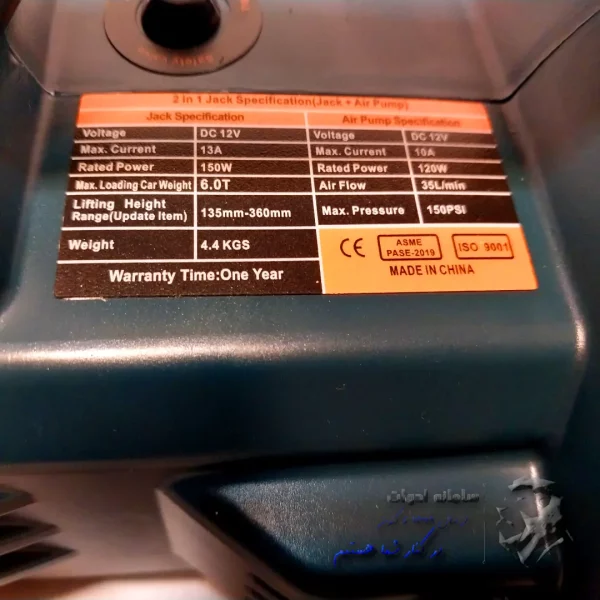 2 in 1 Jack Specification(Jack + Air Pump)
Jack Specification Air Pump Specification
Voltage DC 12V Voltage DC 12V
Max. Current 13A Max. Current 10A
Rated Power 150W Rated Power 120W
Max. Loading Car Weight 6.0T Air Flow 35L/min
Lifting Height Range(Update Item) 135mm-360mm Max. Pressure 150PSI
Weight 4.4 KGS
CE ASME PASE-2019 ISO 9001
MADE IN CHINA
Warranty Time:One Year
سامانه ادوات